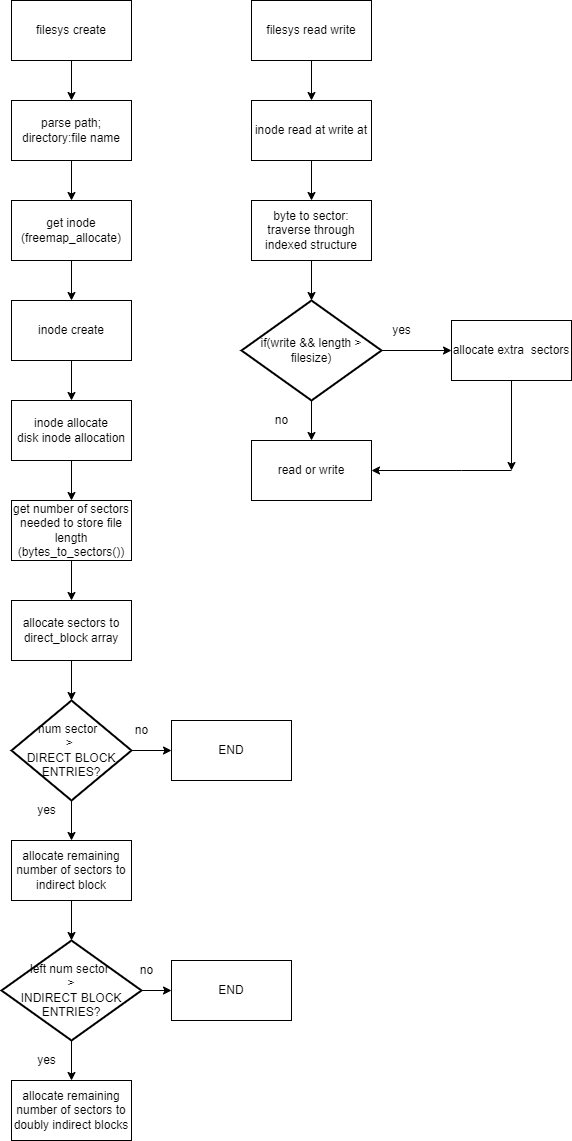 filesys create
parse path;
directory:file name
get inode
(freemap_allocate)
inode create
inode allocate
disk inode allocation
get number of sectors
needed to store file
length
(bytes_to_sectors())
allocate sectors to
direct_block array
num sector
>
DIRECT BLOCK
ENTRIES?
no
END
yes
allocate remaining
number of sectors to
indirect block
left num sector
>
INDIRECT BLOCK
ENTRIES?
no
END
yes
allocate remaining
number of sectors to
doubly indirect blocks
filesys read write
inode read at write at
byte to sector:
traverse through
indexed structure
if(write && length >
filesize)
yes
allocate extra sectors
no
read or write